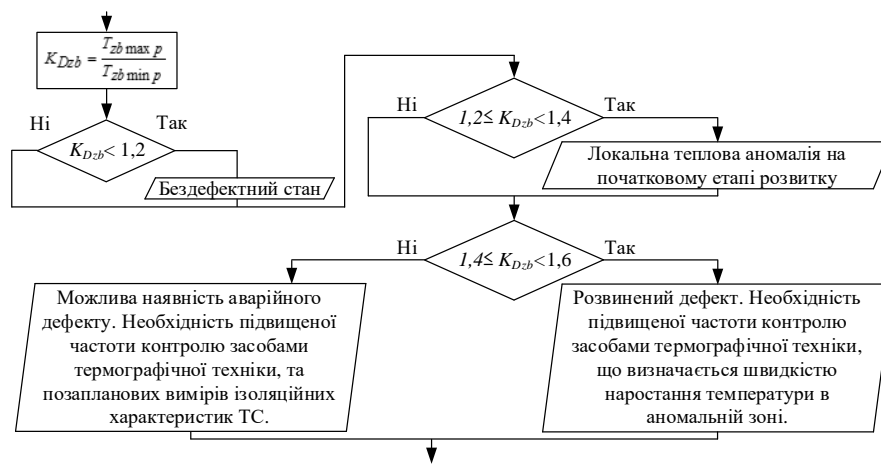 K_Dzb = T_zb max p / T_zb min p
Ні
Так
K_Dzb< 1,2
Бездефектний стан
1,2≤ K_Dzb<1,4
Ні
Так
Локальна теплова аномалія на
початковому етапі розвитку
Ні
Так
1,4≤ K_Dzb<1,6
Можлива наявність аварійного
дефекту. Необхідність підвищеної
частоти контролю засобами
термографічної техніки, та
позапланових вимірів ізоляційних
характеристик ТС.
Розвинений дефект. Необхідність
підвищеної частоти контролю
засобами термографічної техніки,
що визначається швидкістю
наростання температури в
аномальній зоні.